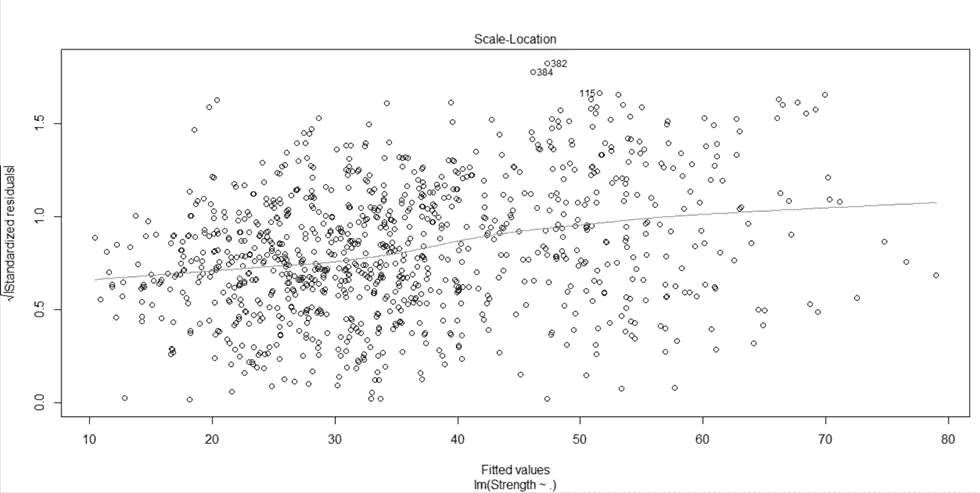 Scale-Location
382
384
115
√|Standardized residuals|
1.5
1.0
0.5
0.0
10 20 30 40 50 60 70 80
Fitted values
lm(Strength ~ .)